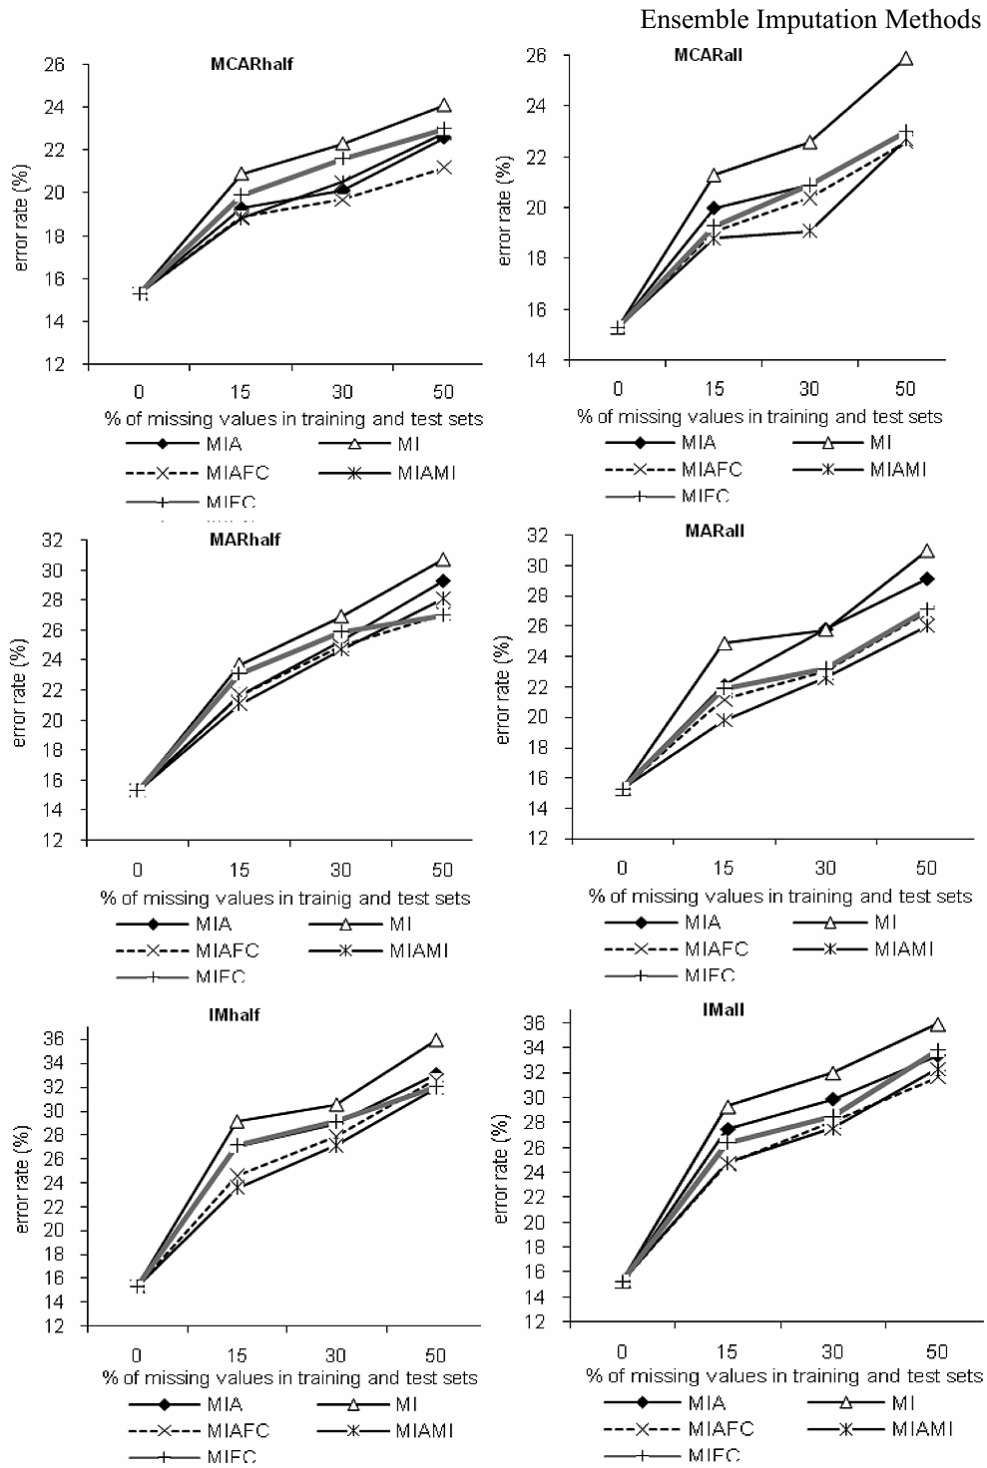 Ensemble Imputation Methods
MCARhalf
26
24
22
20
18
16
14
12
error rate (%)
0 15 30 50
% of missing values in training and test sets
MIA MI
MIAFC MIAMI
MIFC
MCARall
26
24
22
20
18
16
14
error rate (%)
0 15 30 50
% of missing values in training and test sets
MIA MI
MIAFC MIAMI
MIFC
MARhalf
32
30
28
26
24
22
20
18
16
14
12
error rate (%)
0 15 30 50
% of missing values in trainig and test sets
MIA MI
MIAFC MIAMI
MIFC
MARall
32
30
28
26
24
22
20
18
16
14
12
error rate (%)
0 15 30 50
% of missing values in training and test sets
MIA MI
MIAFC MIAMI
MIFC
IMhalf
36
34
32
30
28
26
24
22
20
18
16
14
12
error rate (%)
0 15 30 50
% of missing values in training and test sets
MIA MI
MIAFC MIAMI
MIFC
IMall
36
34
32
30
28
26
24
22
20
18
16
14
12
error rate (%)
0 15 30 50
% of missing values in training and test sets
MIA MI
MIAFC MIAMI
MIFC